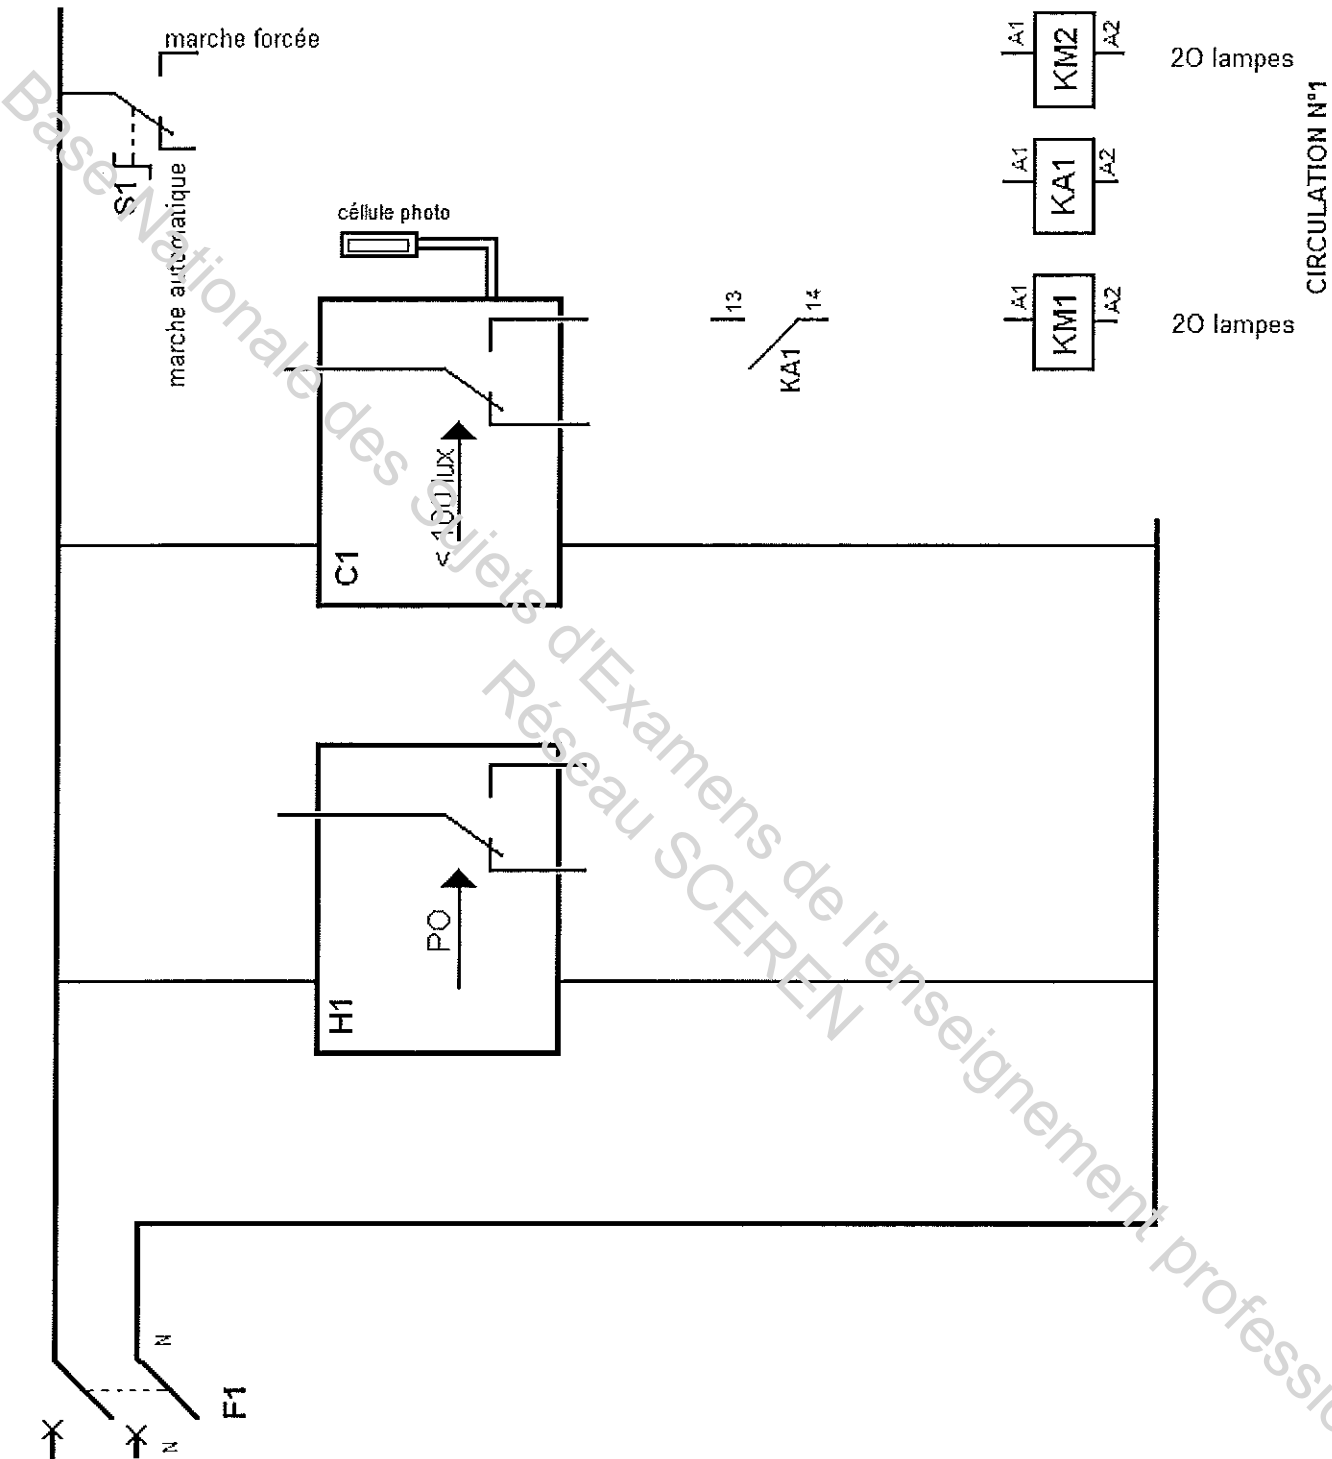 marche forcée
A1
KM2
A2
20 lampes
CIRCULATION N°1
S1
marche automatique
A1
KA1
A2
céllule photo
13
14
KA1
A1
KM1
A2
20 lampes
C1
< 100 lux
H1
PO
N
F1
N
Base Nationale des Sujets d'Examens de l'enseignement professio
Réseau SCEREN